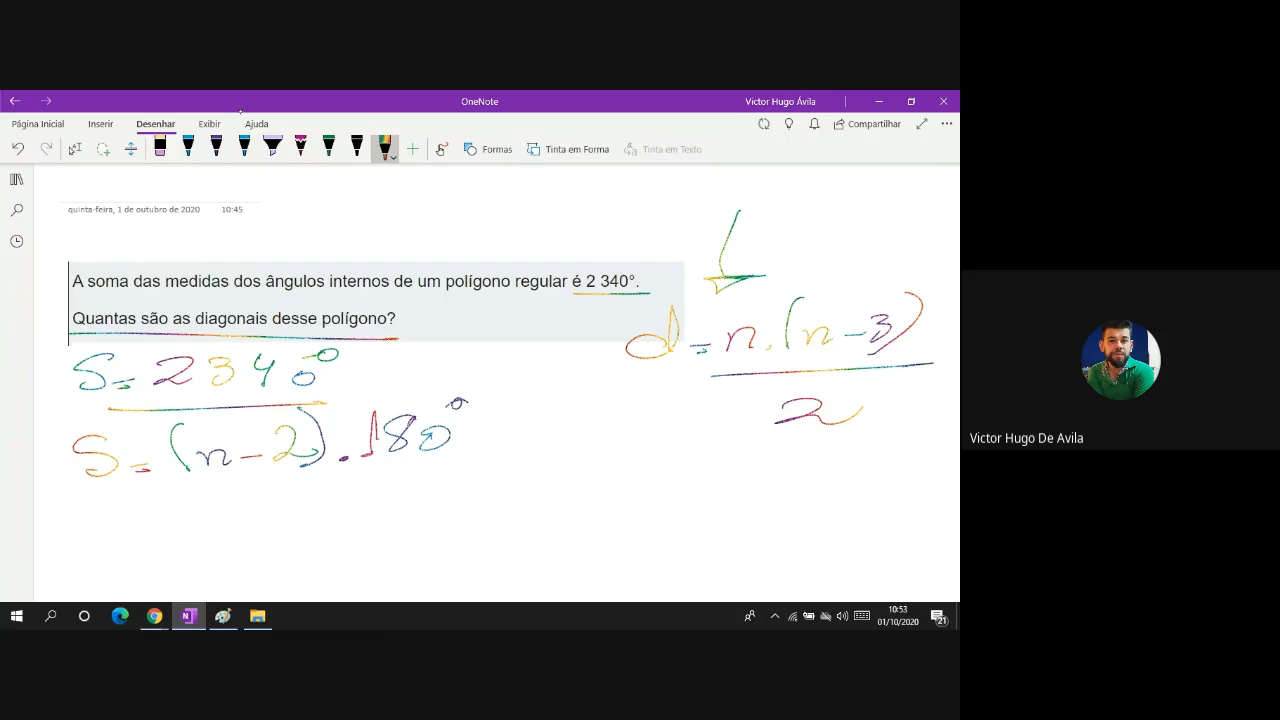 OneNote
Victor Hugo Ávila
Página Inicial Inserir Desenhar Exibir Ajuda
Compartilhar
Formas Tinta em Forma Tinta em Texto
quinta-feira, 1 de outubro de 2020 10:45
A soma das medidas dos ângulos internos de um polígono regular é 2 340°.
Quantas são as diagonais desse polígono?
d = n . (n - 3)
2
S = 2340°
S = (n - 2) . 180°
Victor Hugo De Avila
10:53
01/10/2020
21